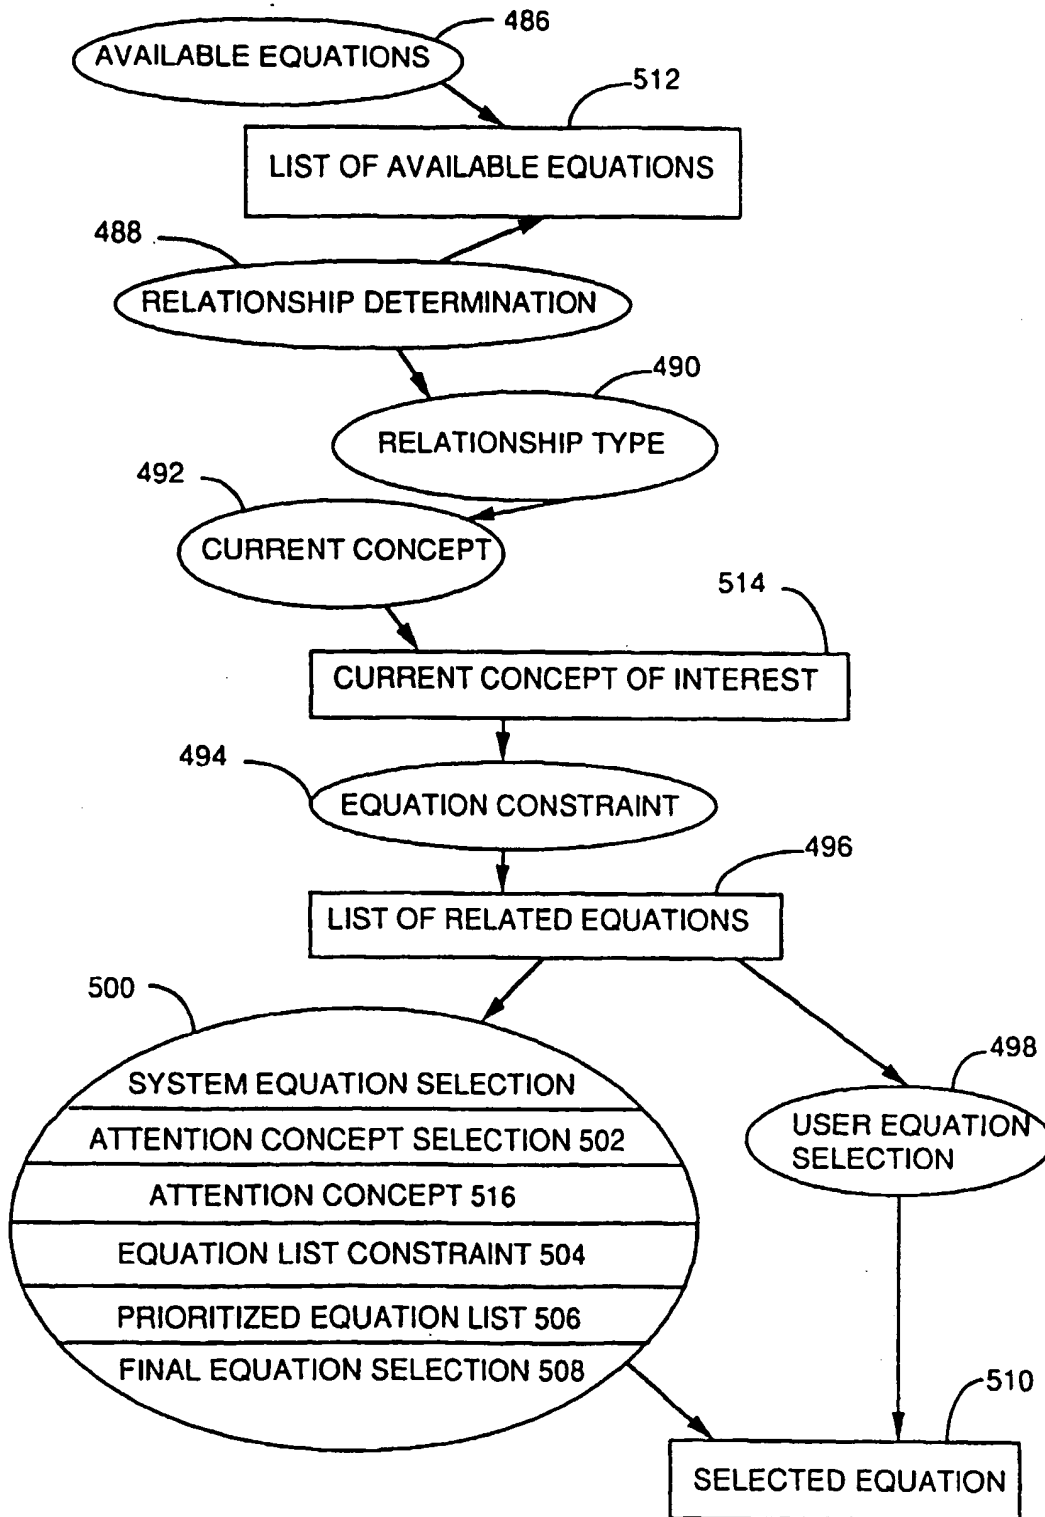 486
AVAILABLE EQUATIONS
512
LIST OF AVAILABLE EQUATIONS
488
RELATIONSHIP DETERMINATION
490
RELATIONSHIP TYPE
492
CURRENT CONCEPT
514
CURRENT CONCEPT OF INTEREST
494
EQUATION CONSTRAINT
496
LIST OF RELATED EQUATIONS
500
SYSTEM EQUATION SELECTION
ATTENTION CONCEPT SELECTION 502
ATTENTION CONCEPT 516
EQUATION LIST CONSTRAINT 504
PRIORITIZED EQUATION LIST 506
FINAL EQUATION SELECTION 508
498
USER EQUATION
SELECTION
510
SELECTED EQUATION